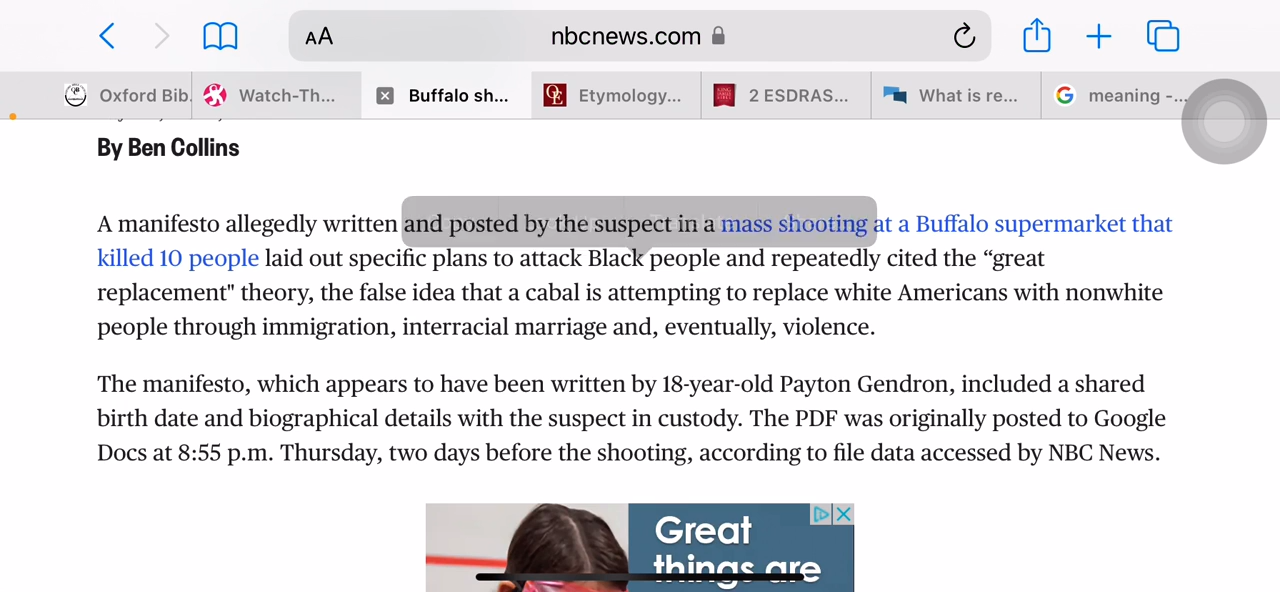 AA nbcnews.com
Oxford Bib. Watch-Th... Buffalo sh... OE Etymology... 2 ESDRAS... What is re... G meaning -...
By Ben Collins
A manifesto allegedly written and posted by the suspect in a mass shooting at a Buffalo supermarket that
killed 10 people laid out specific plans to attack Black people and repeatedly cited the “great
replacement" theory, the false idea that a cabal is attempting to replace white Americans with nonwhite
people through immigration, interracial marriage and, eventually, violence.
The manifesto, which appears to have been written by 18-year-old Payton Gendron, included a shared
birth date and biographical details with the suspect in custody. The PDF was originally posted to Google
Docs at 8:55 p.m. Thursday, two days before the shooting, according to file data accessed by NBC News.
Great
things are